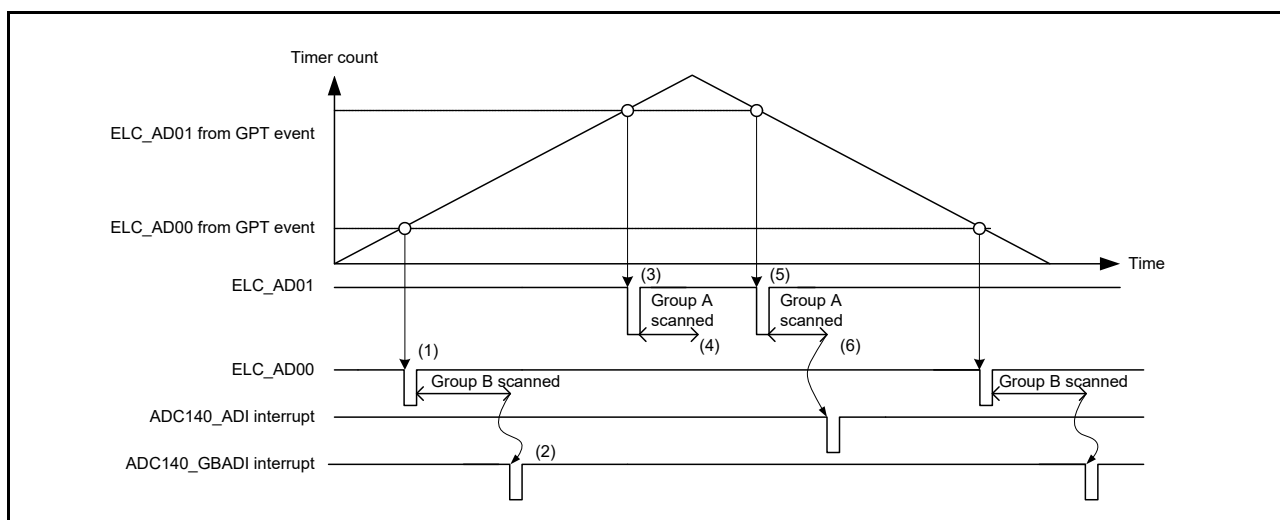 Timer count
ELC_AD01 from GPT event
ELC_AD00 from GPT event
Time
ELC_AD01
(3)
(5)
Group A
scanned
Group A
scanned
(4)
(6)
ELC_AD00
(1)
Group B scanned
Group B scanned
ADC140_ADI interrupt
ADC140_GBADI interrupt
(2)